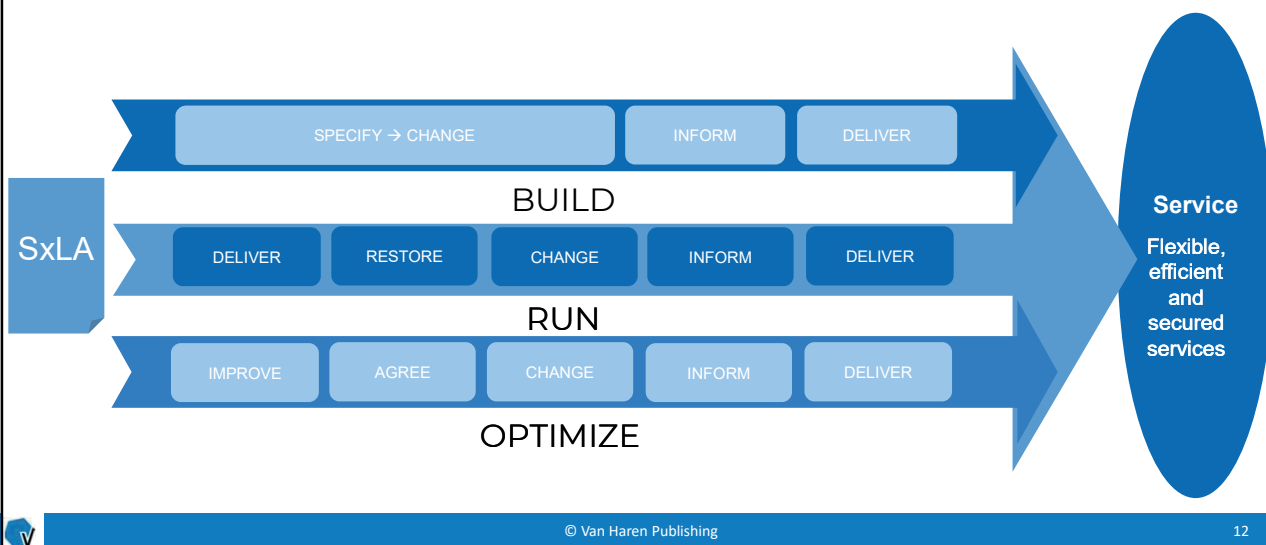 SPECIFY → CHANGE
INFORM
DELIVER
BUILD
SxLA
DELIVER
RESTORE
CHANGE
INFORM
DELIVER
RUN
IMPROVE
AGREE
CHANGE
INFORM
DELIVER
OPTIMIZE
Service
Flexible,
efficient
and
secured
services
V
© Van Haren Publishing
12